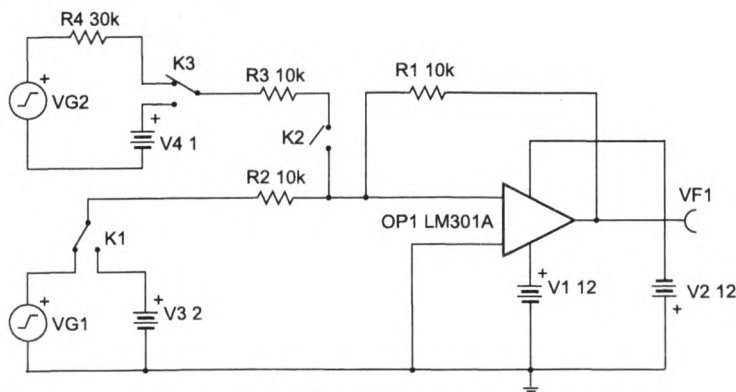 R4 30k
K3
R3 10k
R1 10k
+
VG2
+
V4 1
K2
R2 10k
VF1
OP1 LM301A
K1
+
V1 12
V2 12
+
+
VG1
+
V3 2